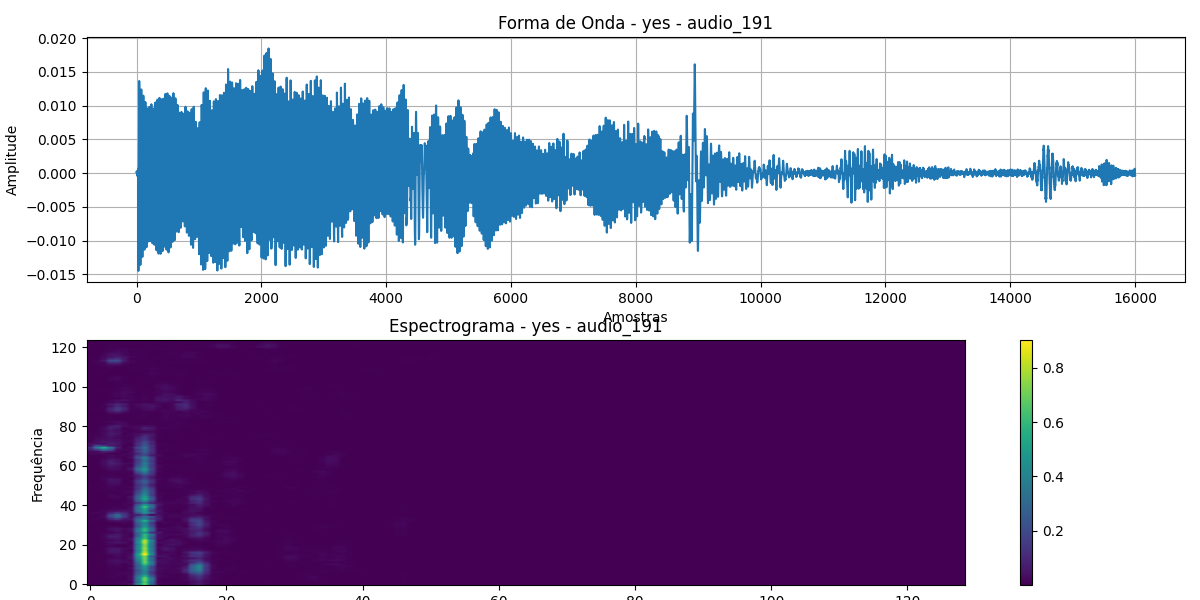 Forma de Onda - yes - audio_191
0.020
0.015
0.010
0.005
0.000
−0.005
−0.010
−0.015
Amplitude
0 2000 4000 6000 8000 10000 12000 14000 16000
Amostras
Espectrograma - yes - audio_191
120
100
80
60
40
20
0
Frequência
0 20 40 60 80 100 120
0.8
0.6
0.4
0.2